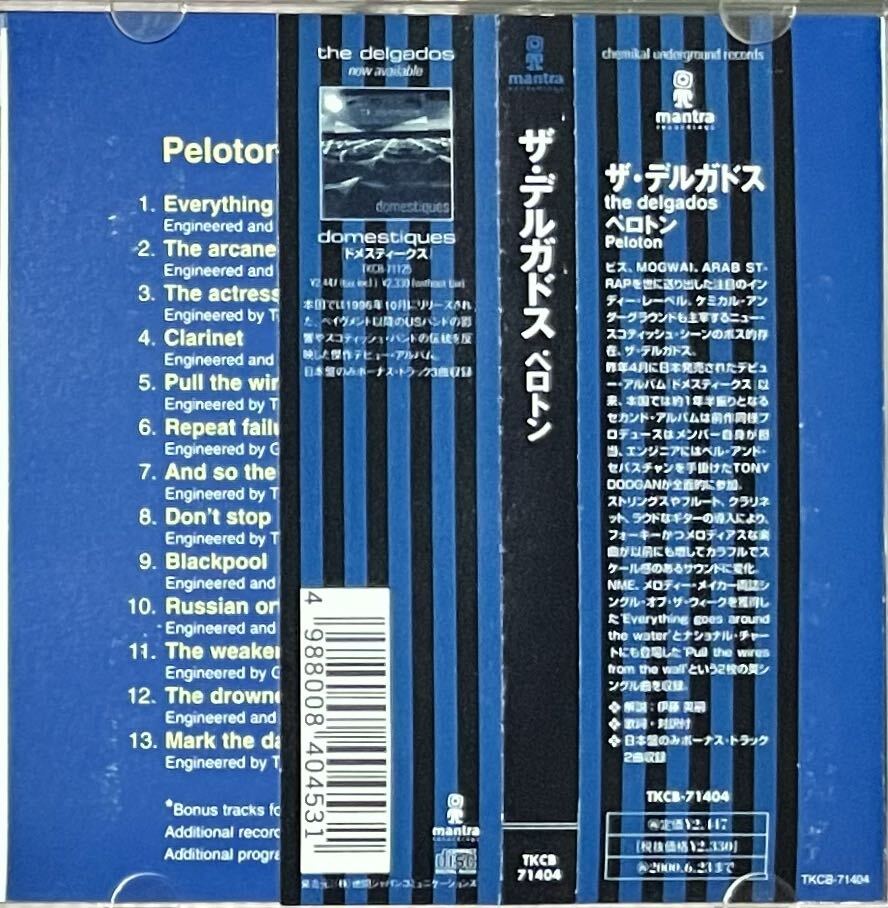 Peloton
1. Everything
Engineered and
2. The arcane
Engineered and
3. The actress
Engineered by T
4. Clarinet
Engineered and
5. Pull the wir
Engineered by T
6. Repeat failu
Engineered by G
7. And so the
Engineered by T
8. Don't stop
Engineered by T
9. Blackpool
Engineered and
10. Russian or
Engineered and
11. The weaker
Engineered by G
12. The drowne
Engineered and
13. Mark the da
Engineered by T
*Bonus tracks fo
Additional recor
Additional progra
the delgados
now available
domestiques
domestiques
「ドメスティークス」
TKCB-71125
¥2,447 (tax incl.) ¥2,330 (without tax)
本国では1996年10月にリリースされ
た、ペイヴメント以降のUSバンドの影
響やスコティッシュ・バンドの伝統を反
映した傑作デビュー・アルバム。
日本盤のみボーナス・トラック3曲収録
4 988008 404531
mantra
recordings
発売元:(株)徳間ジャパンコミュニケーションズ
mantra
recordings
ザ・デルガドス ペロトン
TKCB
71404
chemikal underground records
mantra
recordings
ザ・デルガドス
the delgados
ペロトン
Peloton
ビス、MOGWAI、ARAB ST-
RAPを世に送り出した注目のイン
ディー・レーベル、ケミカル・アン
ダーグラウンドも主宰するニュー・
スコティッシュ・シーンのボス的存
在、ザ・デルガドス。
昨年4月に日本発売されたデビュ
ー・アルバム「ドメスティークス」以
来、本国では約1年半振りとなる
セカンド・アルバムは前作同様プ
ロデュースはメンバー自身が担
当、エンジニアにはベル・アンド・
セバスチャンを手掛けたTONY
DOOGANが全面的に参加。
ストリングスやフルート、クラリネ
ット、ラウドなギターの導入により、
フォーキーかつメロディアスな楽
曲が以前にも増してカラフルでス
ケール感のあるサウンドに変化。
NME、メロディー・メイカー両誌シ
ングル・オブ・ザ・ウィークを獲得し
た'Everything goes around
the water'とナショナル・チャー
トにも登場した'Pull the wires
from the wall'という2枚の英シ
ングル曲を収録。
❖ 解説:伊藤 英嗣
❖ 歌詞・対訳付
❖ 日本盤のみボーナス・トラック
2曲収録
TKCB-71404
定価¥2,447
[税抜価格¥2,330]
2000.6.23まで
TKCB-71404